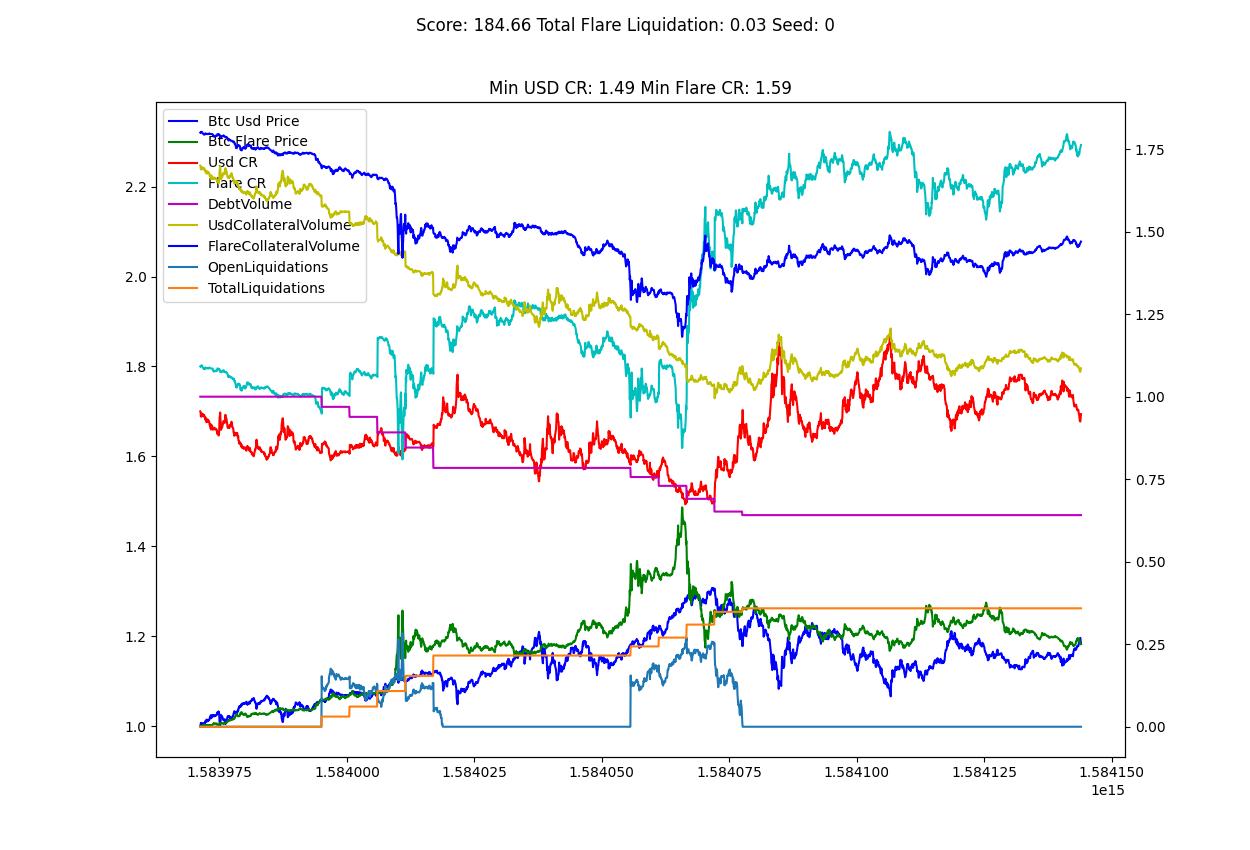 Score: 184.66 Total Flare Liquidation: 0.03 Seed: 0
Min USD CR: 1.49 Min Flare CR: 1.59
Btc Usd Price
Btc Flare Price
Usd CR
Flare CR
DebtVolume
UsdCollateralVolume
FlareCollateralVolume
OpenLiquidations
TotalLiquidations
2.2
2.0
1.8
1.6
1.4
1.2
1.0
1.75
1.50
1.25
1.00
0.75
0.50
0.25
0.00
1.583975 1.584000 1.584025 1.584050 1.584075 1.584100 1.584125 1.584150
1e15